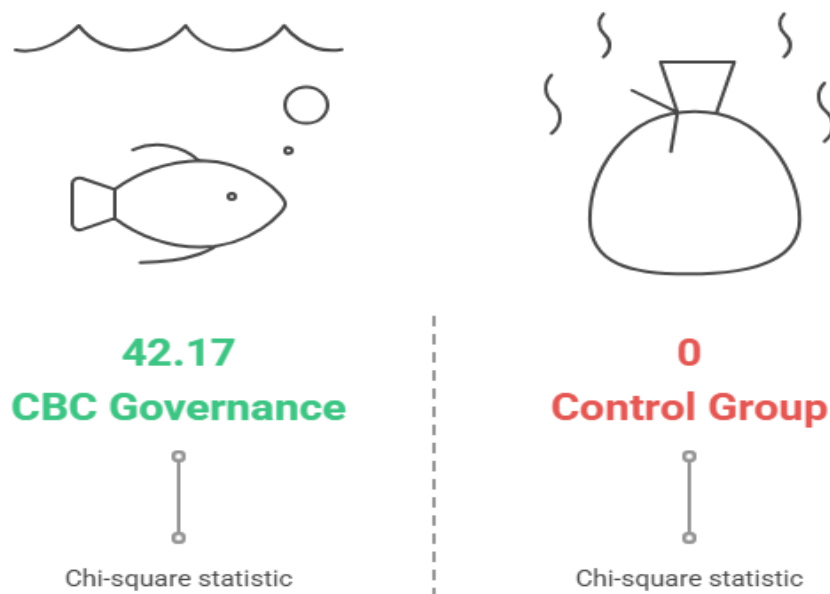 42.17
CBC Governance
Chi-square statistic
0
Control Group
Chi-square statistic